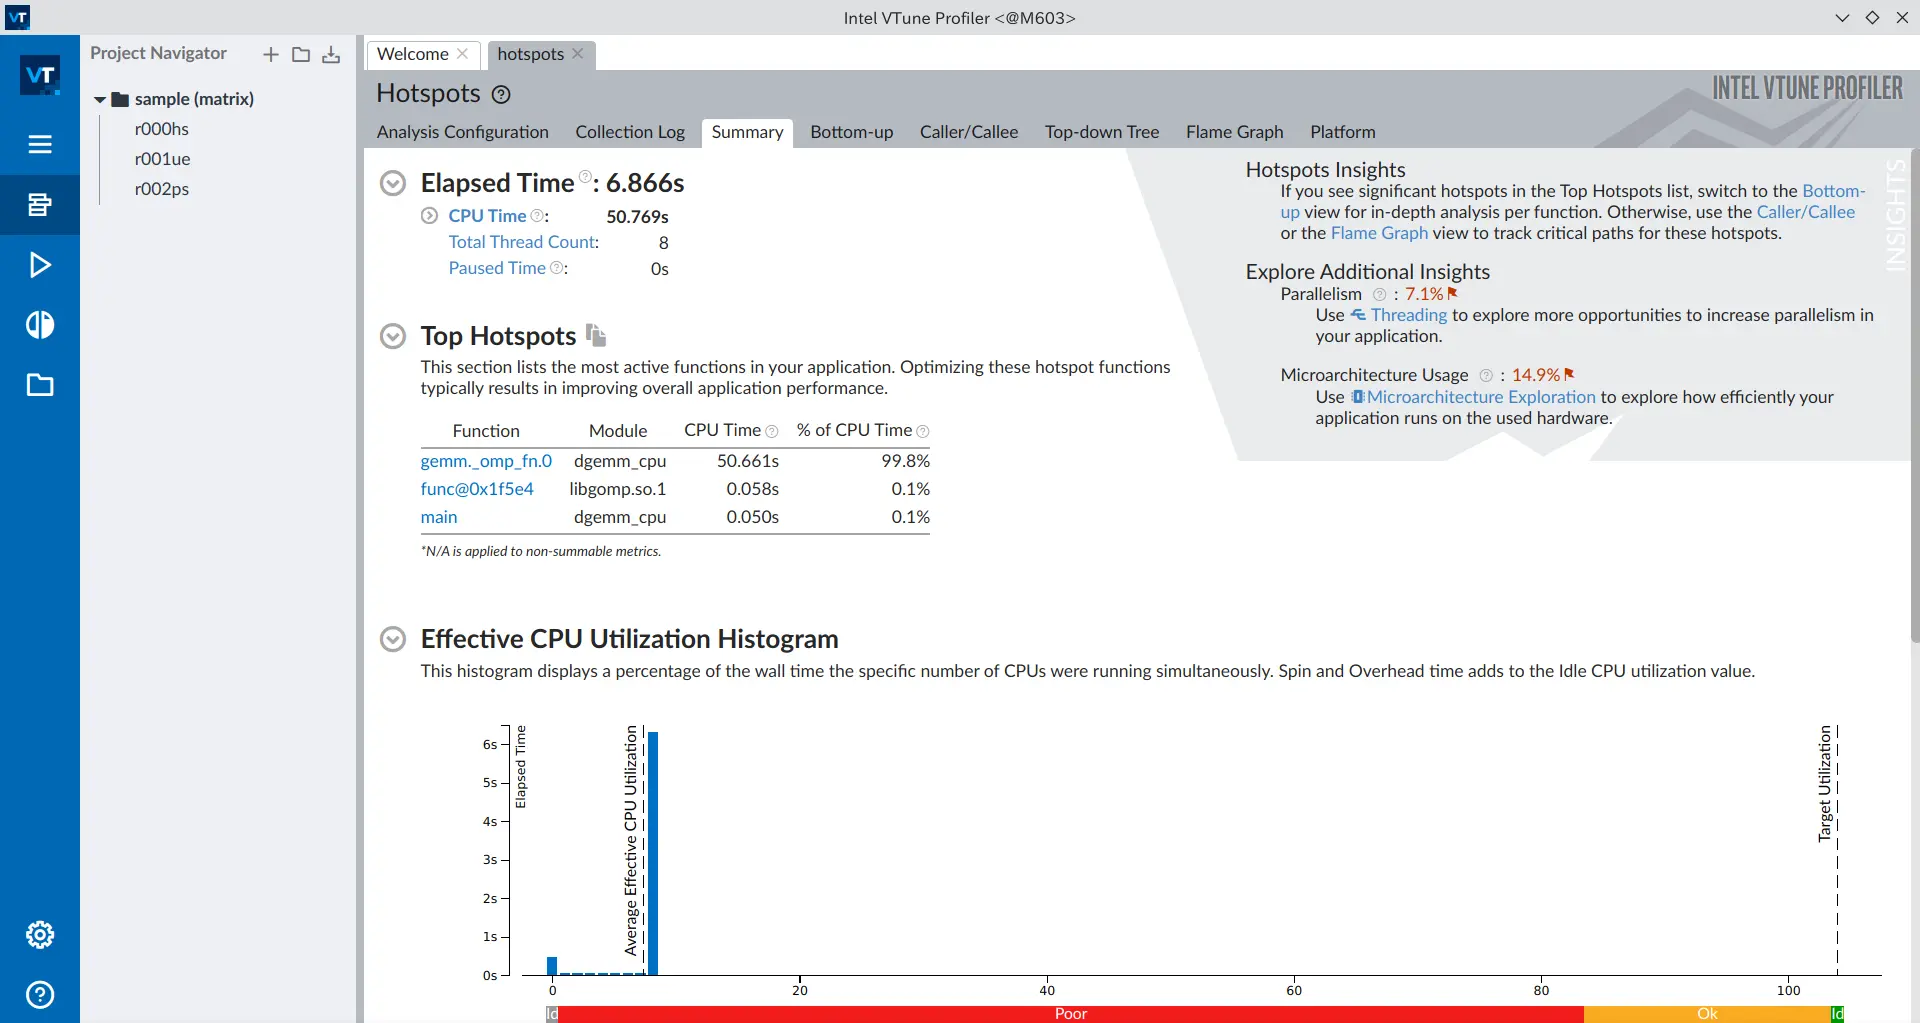 VT
Intel VTune Profiler <@M603>
VT
Project Navigator
sample (matrix)
r000hs
r001ue
r002ps
Welcome
hotspots
Hotspots ?
INTEL VTUNE PROFILER
Analysis Configuration Collection Log Summary Bottom-up Caller/Callee Top-down Tree Flame Graph Platform
Elapsed Time ?: 6.866s
CPU Time ?: 50.769s
Total Thread Count: 8
Paused Time ?: 0s
Top Hotspots
This section lists the most active functions in your application. Optimizing these hotspot functions
typically results in improving overall application performance.
Function Module CPU Time ? % of CPU Time ?
gemm._omp_fn.0 dgemm_cpu 50.661s 99.8%
func@0x1f5e4 libgomp.so.1 0.058s 0.1%
main dgemm_cpu 0.050s 0.1%
*N/A is applied to non-summable metrics.
Hotspots Insights
If you see significant hotspots in the Top Hotspots list, switch to the Bottom-
up view for in-depth analysis per function. Otherwise, use the Caller/Callee
or the Flame Graph view to track critical paths for these hotspots.
Explore Additional Insights
Parallelism ? : 7.1%
Use Threading to explore more opportunities to increase parallelism in
your application.
Microarchitecture Usage ? : 14.9%
Use Microarchitecture Exploration to explore how efficiently your
application runs on the used hardware.
INSIGHTS
Effective CPU Utilization Histogram
This histogram displays a percentage of the wall time the specific number of CPUs were running simultaneously. Spin and Overhead time adds to the Idle CPU utilization value.
Elapsed Time
6s
5s
4s
3s
2s
1s
0s
Average Effective CPU Utilization
Target Utilization
0 20 40 60 80 100
Id Poor Ok Id
?